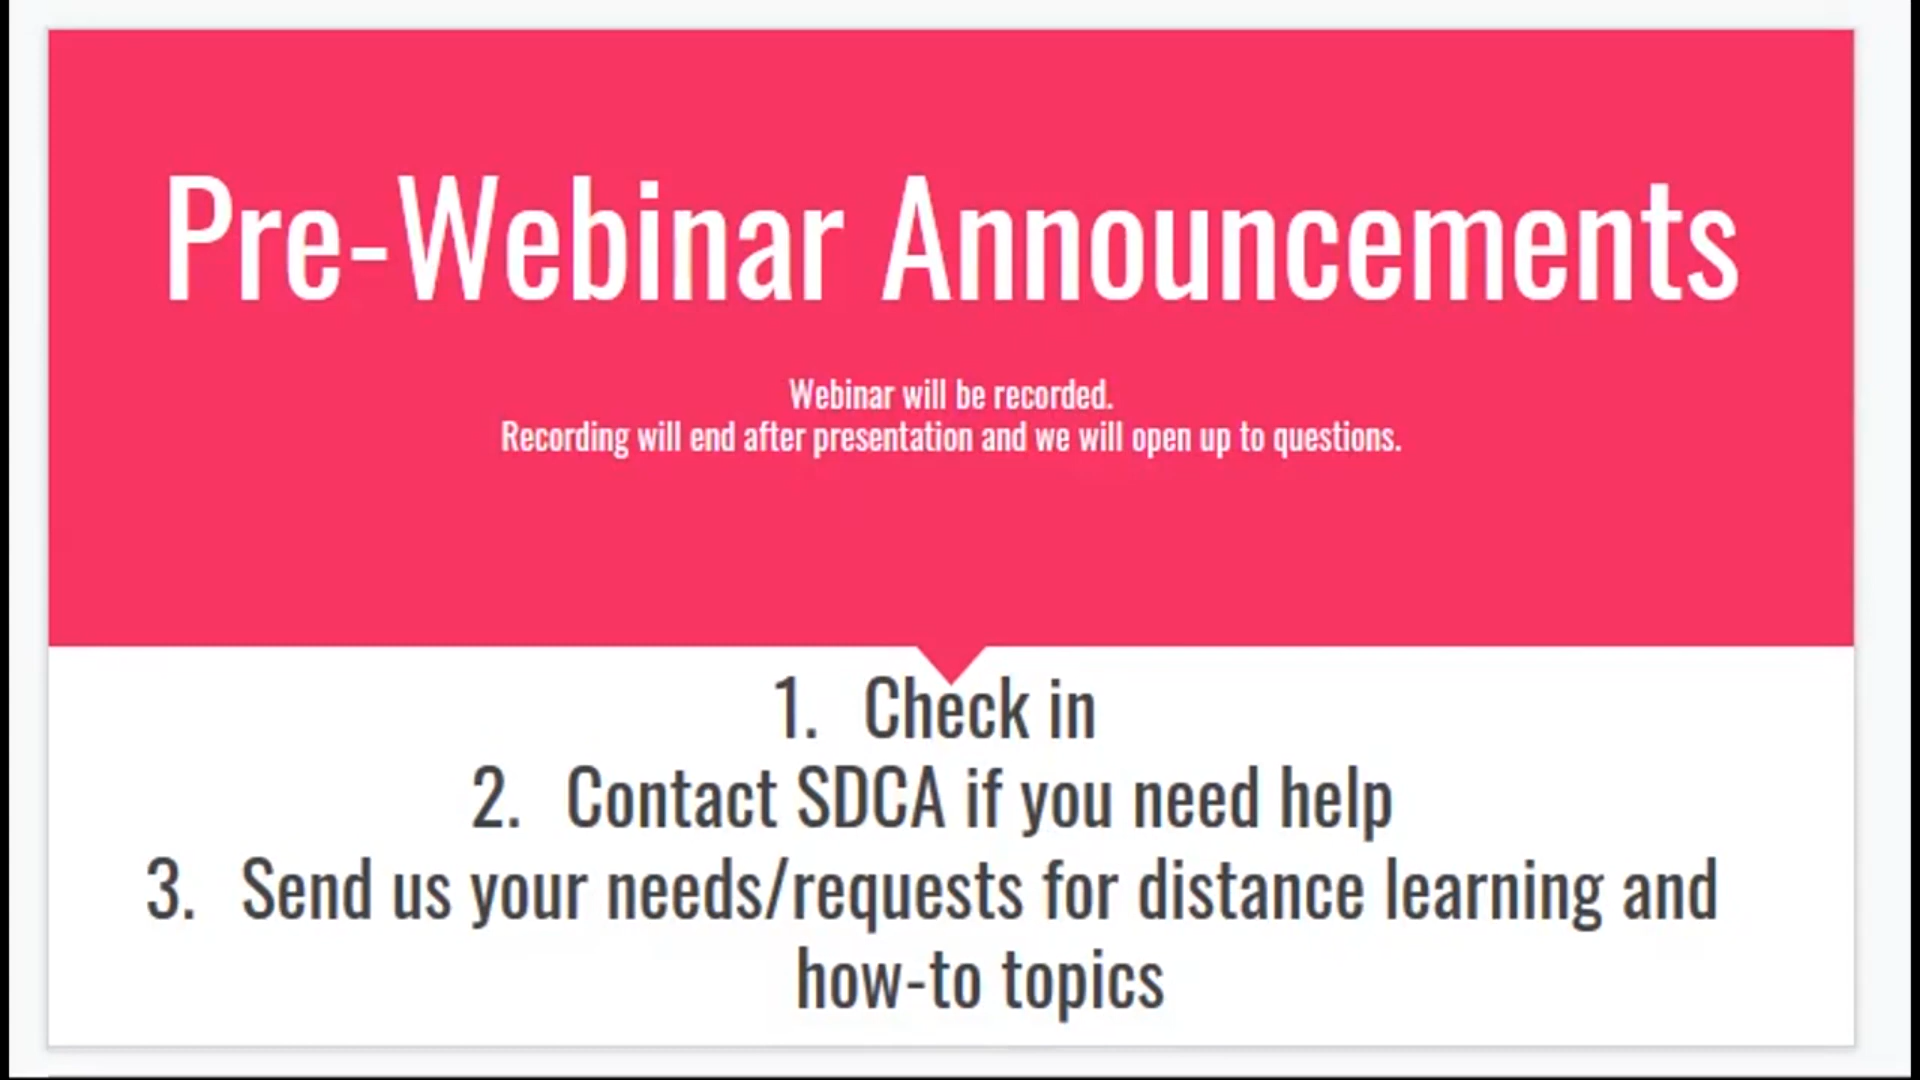 Pre-Webinar Announcements
Webinar will be recorded.
Recording will end after presentation and we will open up to questions.
1. Check in
2. Contact SDCA if you need help
3. Send us your needs/requests for distance learning and
how-to topics